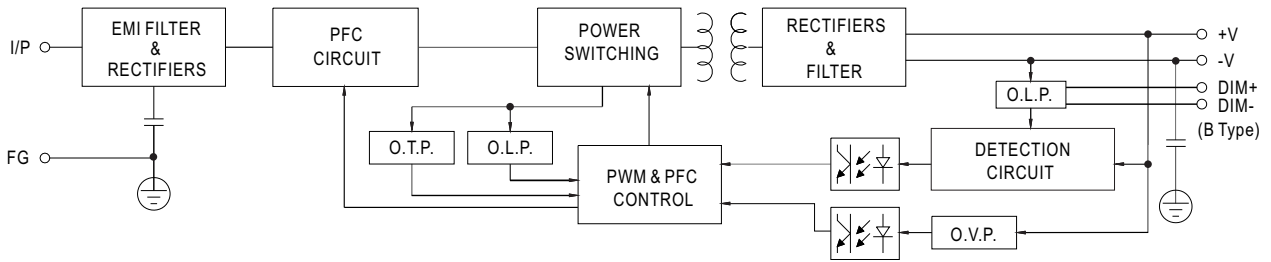 I/P
EMI FILTER
&
RECTIFIERS
PFC
CIRCUIT
POWER
SWITCHING
RECTIFIERS
&
FILTER
+V
-V
O.L.P.
DIM+
DIM-
(B Type)
FG
O.T.P.
O.L.P.
PWM & PFC
CONTROL
DETECTION
CIRCUIT
O.V.P.